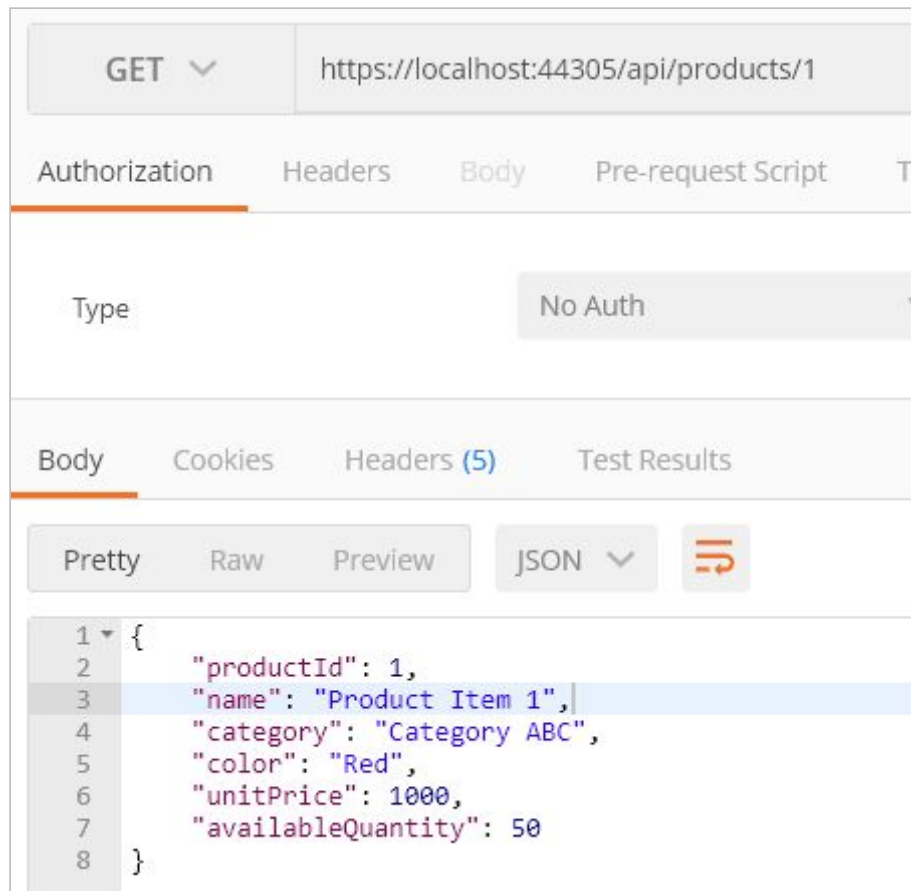 GET https://localhost:44305/api/products/1
Authorization Headers Body Pre-request Script T
Type No Auth
Body Cookies Headers (5) Test Results
Pretty Raw Preview JSON
1 {
2 "productId": 1,
3 "name": "Product Item 1",
4 "category": "Category ABC",
5 "color": "Red",
6 "unitPrice": 1000,
7 "availableQuantity": 50
8 }